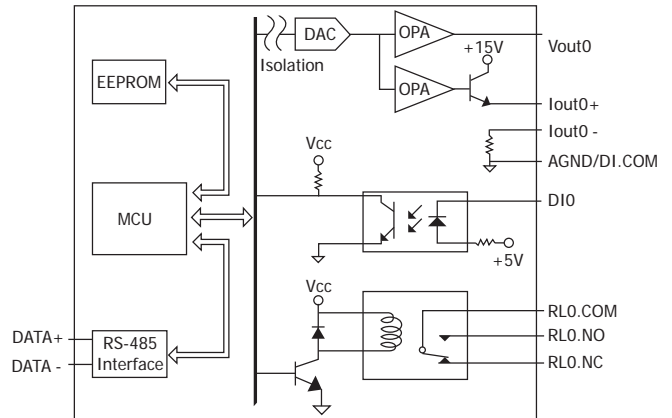 DAC
OPA
Vout0
Isolation
+15V
EEPROM
OPA
Iout0+
Iout0 -
Vcc
AGND/DI.COM
DI0
MCU
+5V
Vcc
RL0.COM
DATA+
RS-485
Interface
RL0.NO
DATA -
RL0.NC